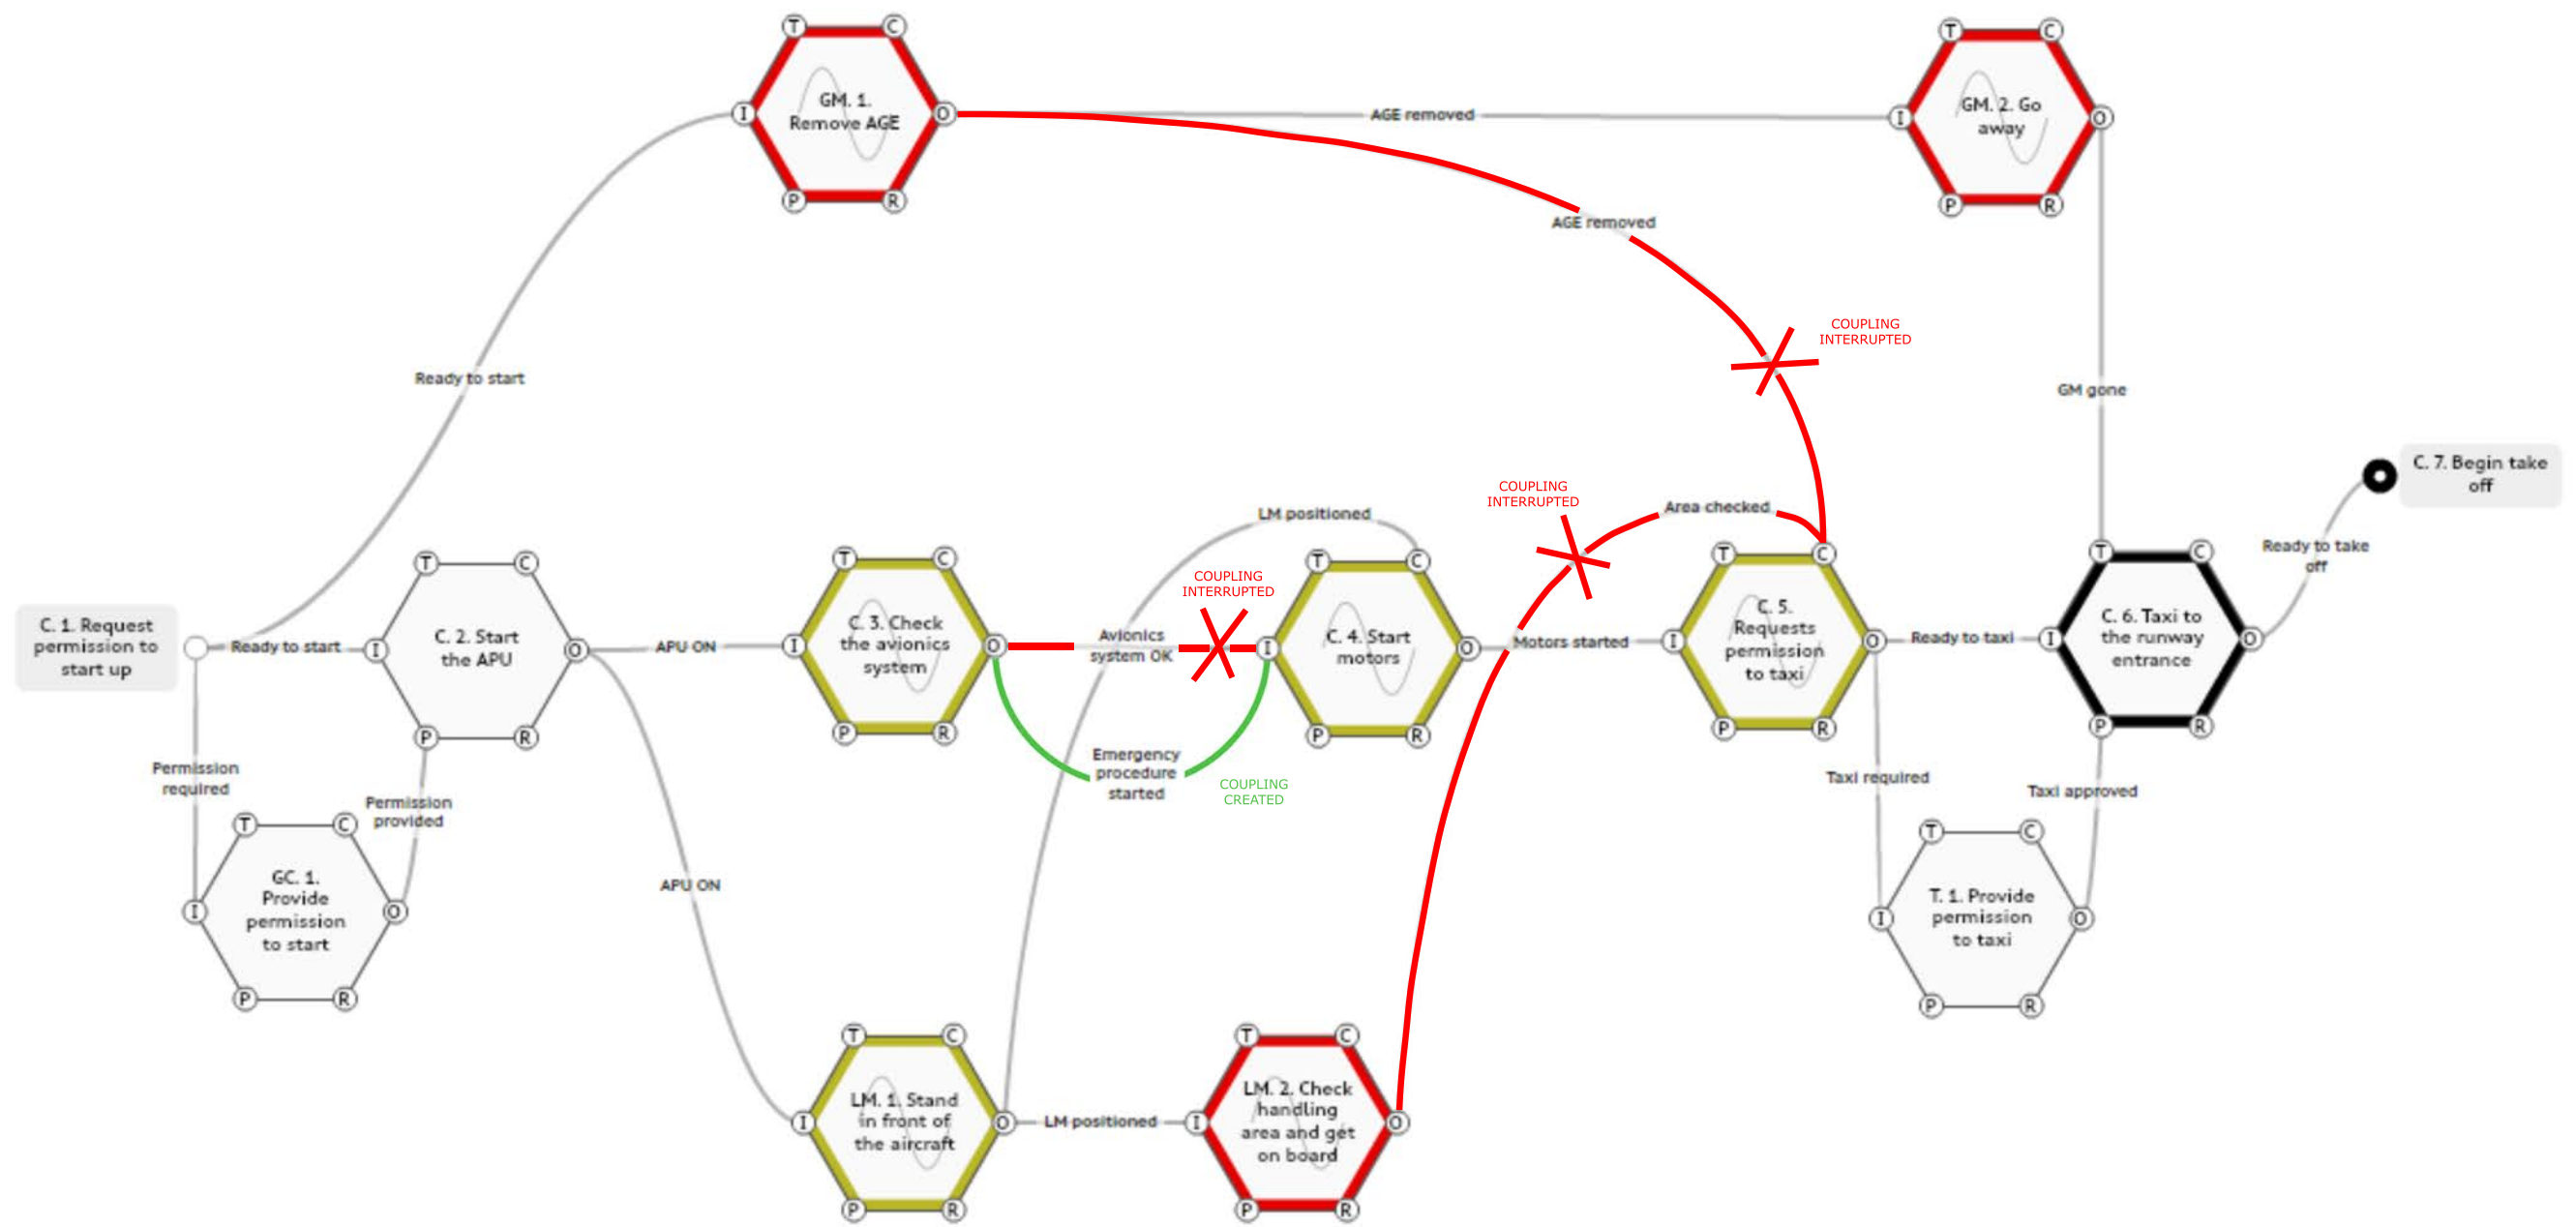 T
C
I
GM. 1.
Remove AGE
O
P
R
AGE removed
T
C
I
GM. 2. Go
away
O
P
R
AGE removed
Ready to start
COUPLING
INTERRUPTED
GM gone
C. 7. Begin take
off
Ready to take
off
C. 1. Request
permission to
start up
Ready to start
T
C
I
C. 2. Start
the APU
O
P
R
APU ON
T
C
I
C. 3. Check
the avionics
system
O
P
R
COUPLING
INTERRUPTED
Avionics
system OK
LM positioned
T
C
I
C. 4. Start
motors
O
P
R
COUPLING
INTERRUPTED
Area checked
Motors started
T
C
I
C. 5.
Requests
permission
to taxi
O
P
R
Ready to taxi
T
C
I
C. 6. Taxi to
the runway
entrance
O
P
R
Emergency
procedure
started
COUPLING
CREATED
Permission
required
Permission
provided
T
C
I
GC. 1.
Provide
permission
to start
O
P
R
APU ON
Taxi required
Taxi approved
T
C
I
T. 1. Provide
permission
to taxi
O
P
R
T
C
I
LM. 1. Stand
in front of
the aircraft
O
P
R
LM positioned
T
C
I
LM. 2. Check
handling
area and get
on board
O
P
R